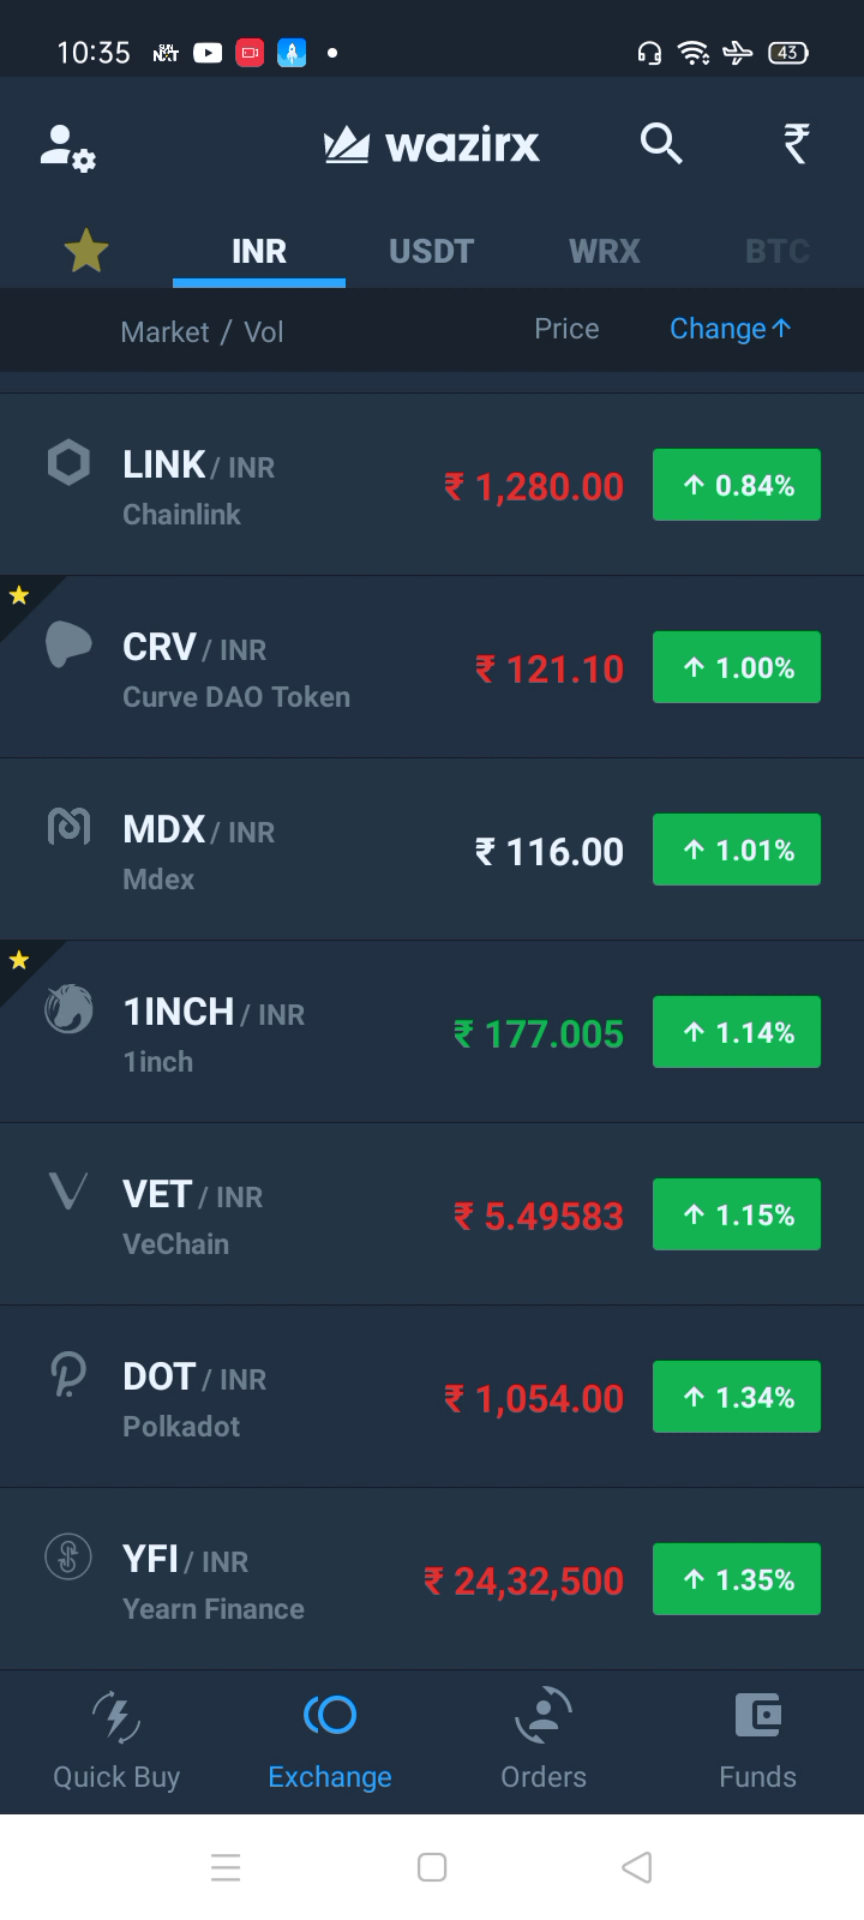 10:35 43
wazirx ₹
INR USDT WRX BTC
Market / Vol Price Change↑
LINK / INR ₹ 1,280.00 ↑ 0.84%
Chainlink
CRV / INR ₹ 121.10 ↑ 1.00%
Curve DAO Token
MDX / INR ₹ 116.00 ↑ 1.01%
Mdex
1INCH / INR ₹ 177.005 ↑ 1.14%
1inch
VET / INR ₹ 5.49583 ↑ 1.15%
VeChain
DOT / INR ₹ 1,054.00 ↑ 1.34%
Polkadot
YFI / INR ₹ 24,32,500 ↑ 1.35%
Yearn Finance
Quick Buy Exchange Orders Funds